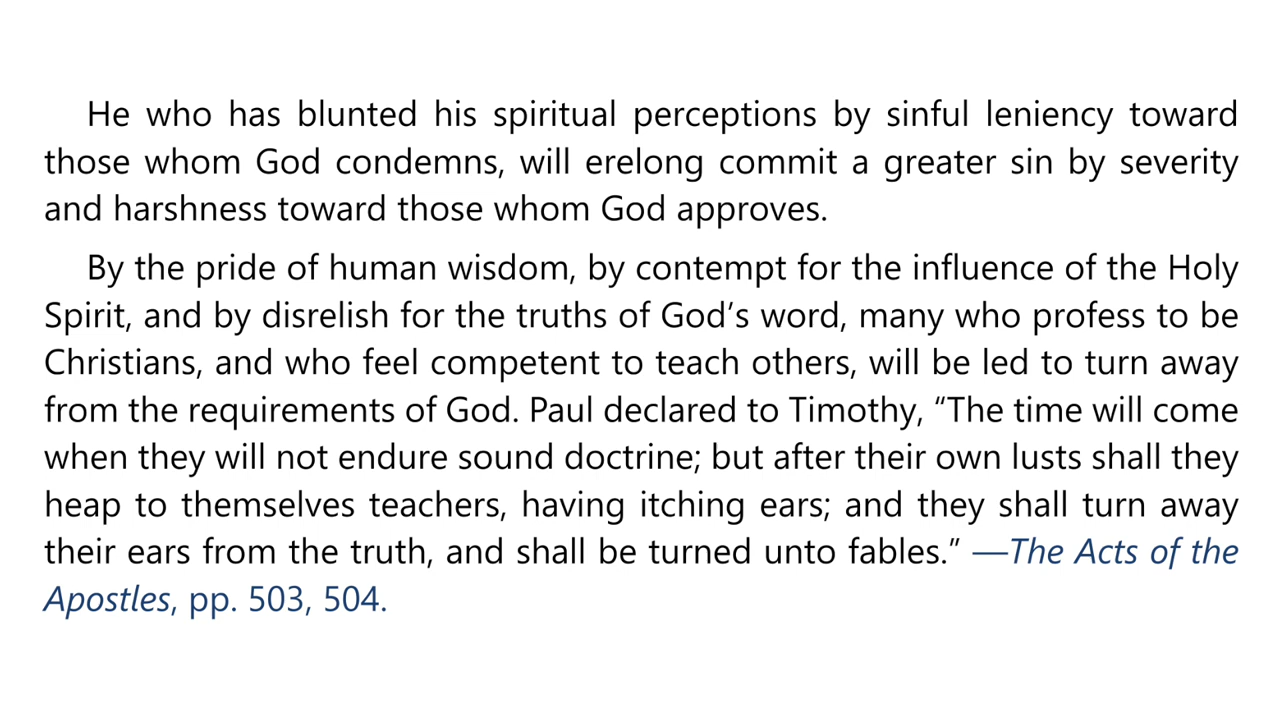 He who has blunted his spiritual perceptions by sinful leniency toward
those whom God condemns, will erelong commit a greater sin by severity
and harshness toward those whom God approves.
By the pride of human wisdom, by contempt for the influence of the Holy
Spirit, and by disrelish for the truths of God’s word, many who profess to be
Christians, and who feel competent to teach others, will be led to turn away
from the requirements of God. Paul declared to Timothy, “The time will come
when they will not endure sound doctrine; but after their own lusts shall they
heap to themselves teachers, having itching ears; and they shall turn away
their ears from the truth, and shall be turned unto fables.” —The Acts of the
Apostles, pp. 503, 504.